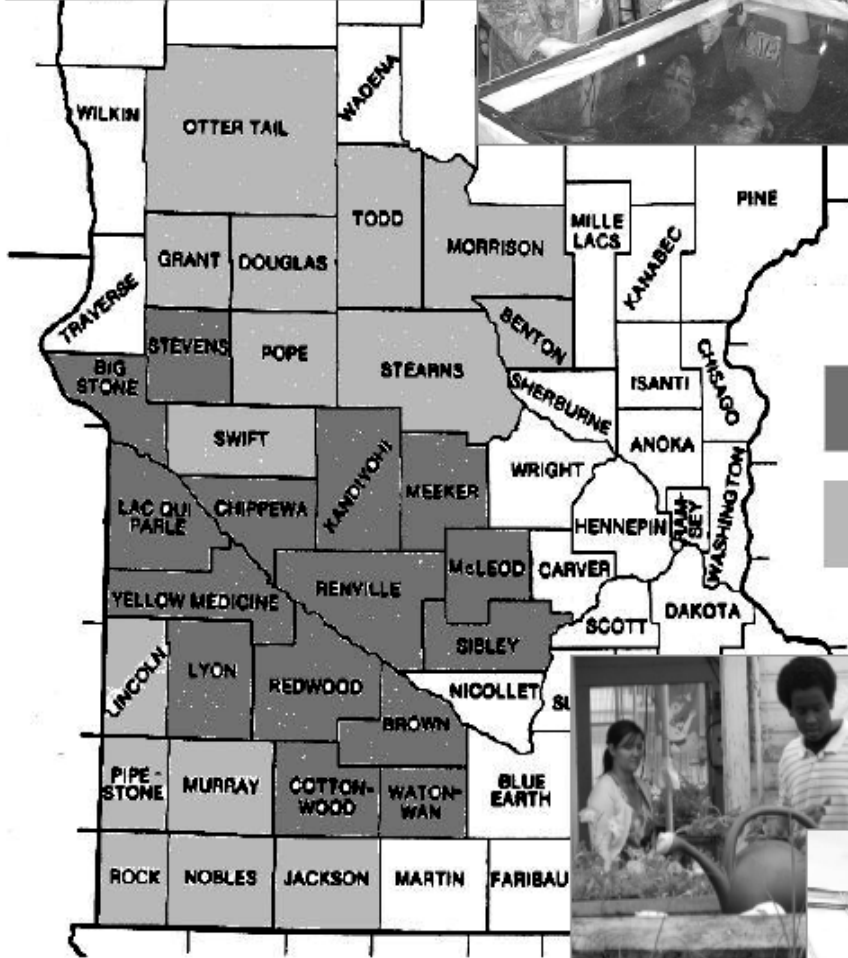 WADENA
WILKIN
OTTER TAIL
PINE
TODD
MILLE
LACS
MORRISON
KANABEC
GRANT
DOUGLAS
TRAVERSE
BENTON
STEVENS
POPE
CHISAGO
BIG
STONE
STEARNS
ISANTI
SHERBURNE
SWIFT
ANOKA
KANDIYOHI
WRIGHT
WASHINGTON
MEEKER
LAC QUI
PARLE
CHIPPEWA
RAM-
SEY
HENNEPIN
McLEOD
CARVER
RENVILLE
YELLOW MEDICINE
DAKOTA
SCOTT
SIBLEY
LINCOLN
LYON
REDWOOD
NICOLLET
SU
BROWN
PIPE-
STONE
MURRAY
COTTON-
WOOD
WATON-
WAN
BLUE
EARTH
ROCK
NOBLES
JACKSON
MARTIN
FARIBAU